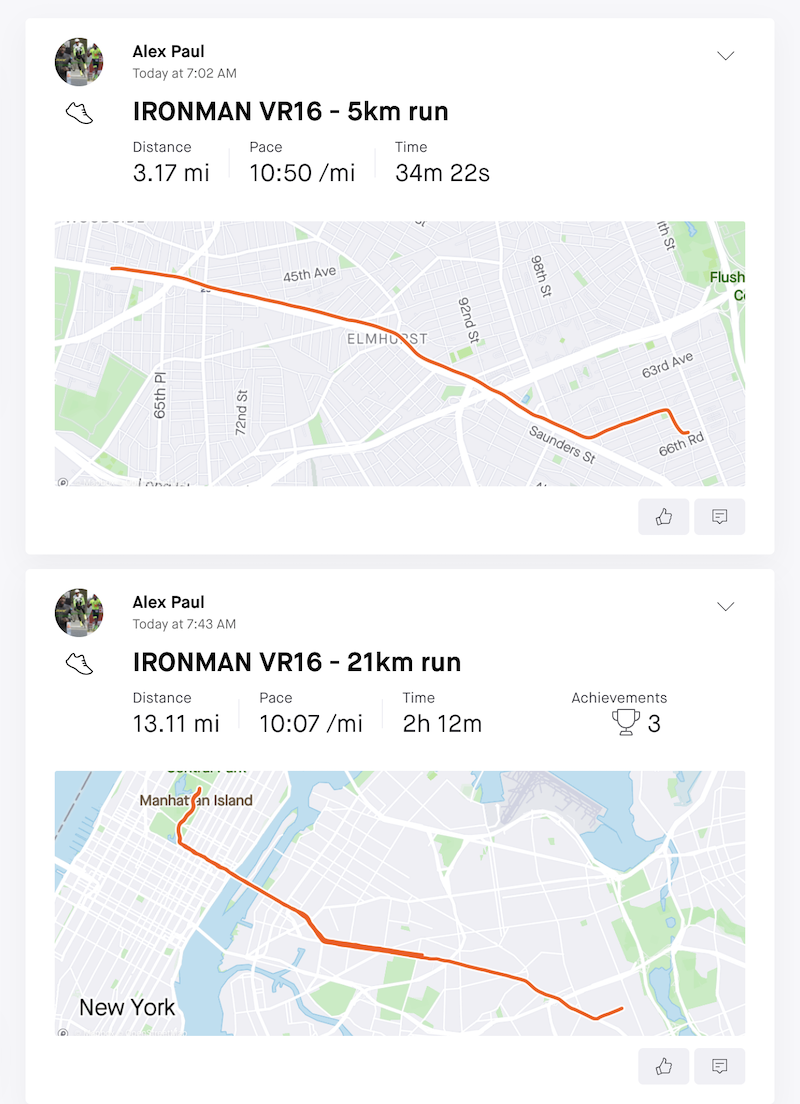 Alex Paul
Today at 7:02 AM
IRONMAN VR16 - 5km run
Distance Pace Time
3.17 mi 10:50 /mi 34m 22s
WOODSIDE
45th Ave
98th St
Flush
92nd St
ELMHURST
63rd Ave
65th Pl
72nd St
Saunders St
66th Rd
Alex Paul
Today at 7:43 AM
IRONMAN VR16 - 21km run
Distance Pace Time Achievements
13.11 mi 10:07 /mi 2h 12m 3
Central Park
Manhattan Island
New York